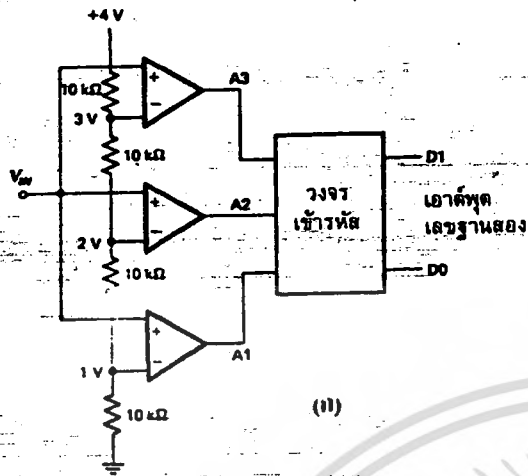 +4 V
10 kΩ
A3
3 V
10 kΩ
V_IN
A2
วงจร
เข้ารหัส
D1
เอาต์พุต
เลขฐานสอง
D0
2 V
10 kΩ
A1
1 V
10 kΩ
(ก)